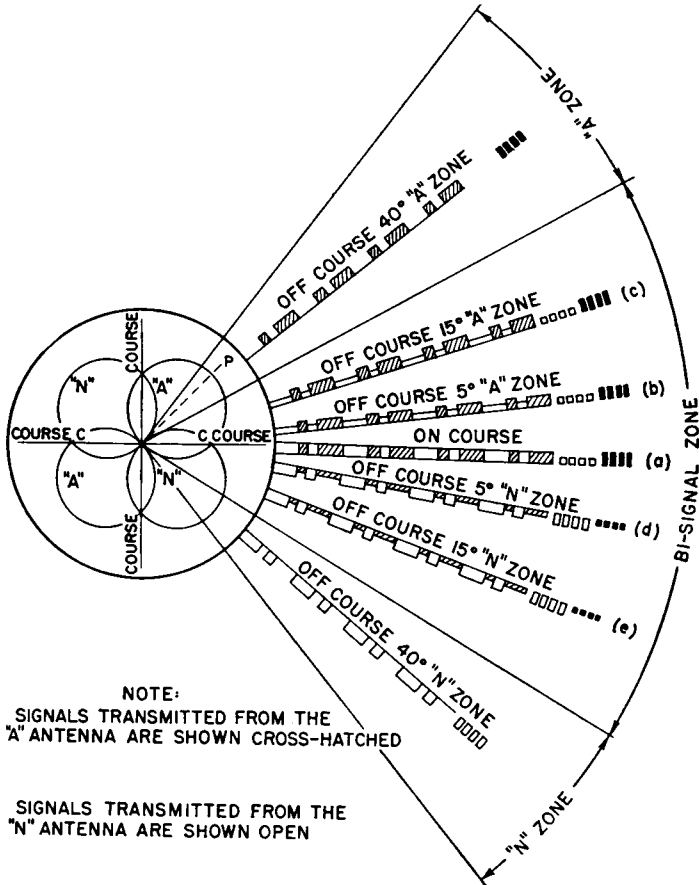 "A" ZONE
OFF COURSE 40° "A" ZONE
OFF COURSE 15° "A" ZONE
(c)
OFF COURSE 5° "A" ZONE
(b)
ON COURSE
(a)
OFF COURSE 5° "N" ZONE
(d)
OFF COURSE 15° "N" ZONE
(e)
OFF COURSE 40° "N" ZONE
BI-SIGNAL ZONE
"N" ZONE
COURSE
P
"N"
"A"
COURSE C
C COURSE
"A"
"N"
COURSE
NOTE:
SIGNALS TRANSMITTED FROM THE
"A" ANTENNA ARE SHOWN CROSS-HATCHED
SIGNALS TRANSMITTED FROM THE
"N" ANTENNA ARE SHOWN OPEN